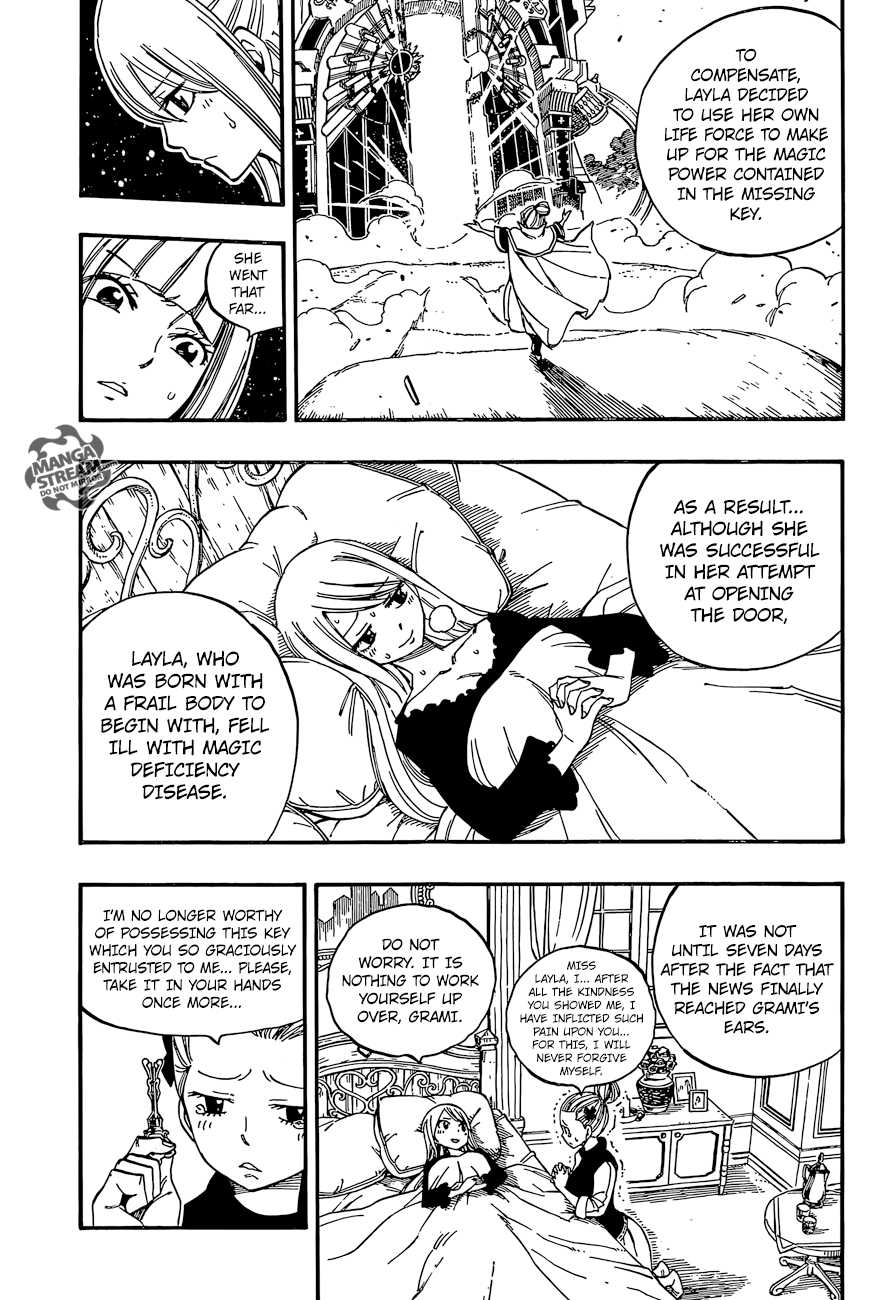 TO
COMPENSATE,
LAYLA DECIDED
TO USE HER OWN
LIFE FORCE TO MAKE
UP FOR THE MAGIC
POWER CONTAINED
IN THE MISSING
KEY.
SHE
WENT
THAT
FAR...
MANGA
STREAM.com
DO NOT MIRROR
AS A RESULT...
ALTHOUGH SHE
WAS SUCCESSFUL
IN HER ATTEMPT
AT OPENING
THE DOOR,
LAYLA, WHO
WAS BORN WITH
A FRAIL BODY TO
BEGIN WITH, FELL
ILL WITH MAGIC
DEFICIENCY
DISEASE.
IT WAS NOT
UNTIL SEVEN DAYS
AFTER THE FACT THAT
THE NEWS FINALLY
REACHED GRAMI'S
EARS.
MISS
LAYLA, I... AFTER
ALL THE KINDNESS
YOU SHOWED ME, I
HAVE INFLICTED SUCH
PAIN UPON YOU...
FOR THIS, I WILL
NEVER FORGIVE
MYSELF.
DO NOT
WORRY. IT IS
NOTHING TO WORK
YOURSELF UP
OVER, GRAMI.
I'M NO LONGER WORTHY
OF POSSESSING THIS KEY
WHICH YOU SO GRACIOUSLY
ENTRUSTED TO ME... PLEASE,
TAKE IT IN YOUR HANDS
ONCE MORE...